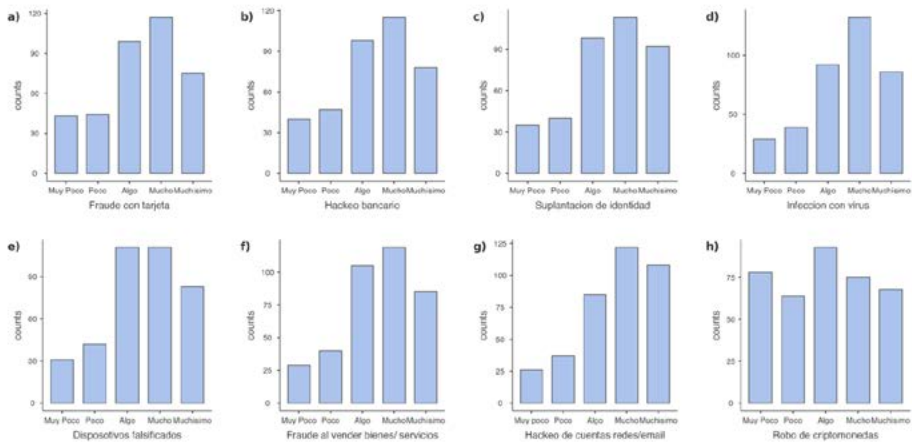 a)
120
90
60
30
0
counts
Muy Poco Poco Algo Mucho Muchisimo
Fraude con tarjeta
b)
120
90
60
30
0
counts
Muy Poco Poco Algo Mucho Muchisimo
Hackeo bancario
c)
90
60
30
0
counts
Muy Poco Poco Algo Mucho Muchisimo
Suplantacion de identidad
d)
100
50
0
counts
Muy Poco Poco Algo Mucho Muchisimo
Infeccion con virus
e)
90
60
30
0
counts
Muy Poco Poco Algo Mucho Muchisimo
Dispositivos falsificados
f)
100
75
50
25
0
counts
Muy Poco Poco Algo Mucho Muchisimo
Fraude al vender bienes/ servicios
g)
125
100
75
50
25
0
counts
Muy poco Poco Algo Mucho Muchisimo
Hackeo de cuentas redes/email
h)
75
50
25
0
counts
Muy Poco Poco Algo Mucho Muchisimo
Robo de criptomonedas